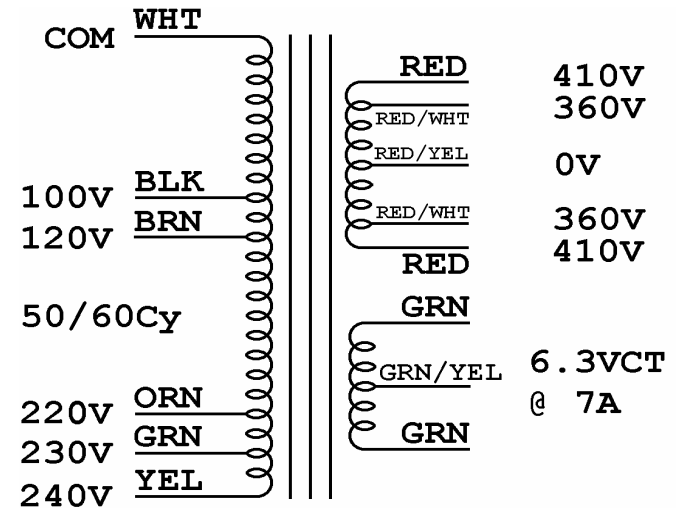 COM WHT
100V BLK
120V BRN
50/60Cy
220V ORN
230V GRN
240V YEL
RED 410V
RED/WHT 360V
RED/YEL 0V
RED/WHT 360V
RED 410V
GRN
GRN/YEL 6.3VCT
@ 7A
GRN